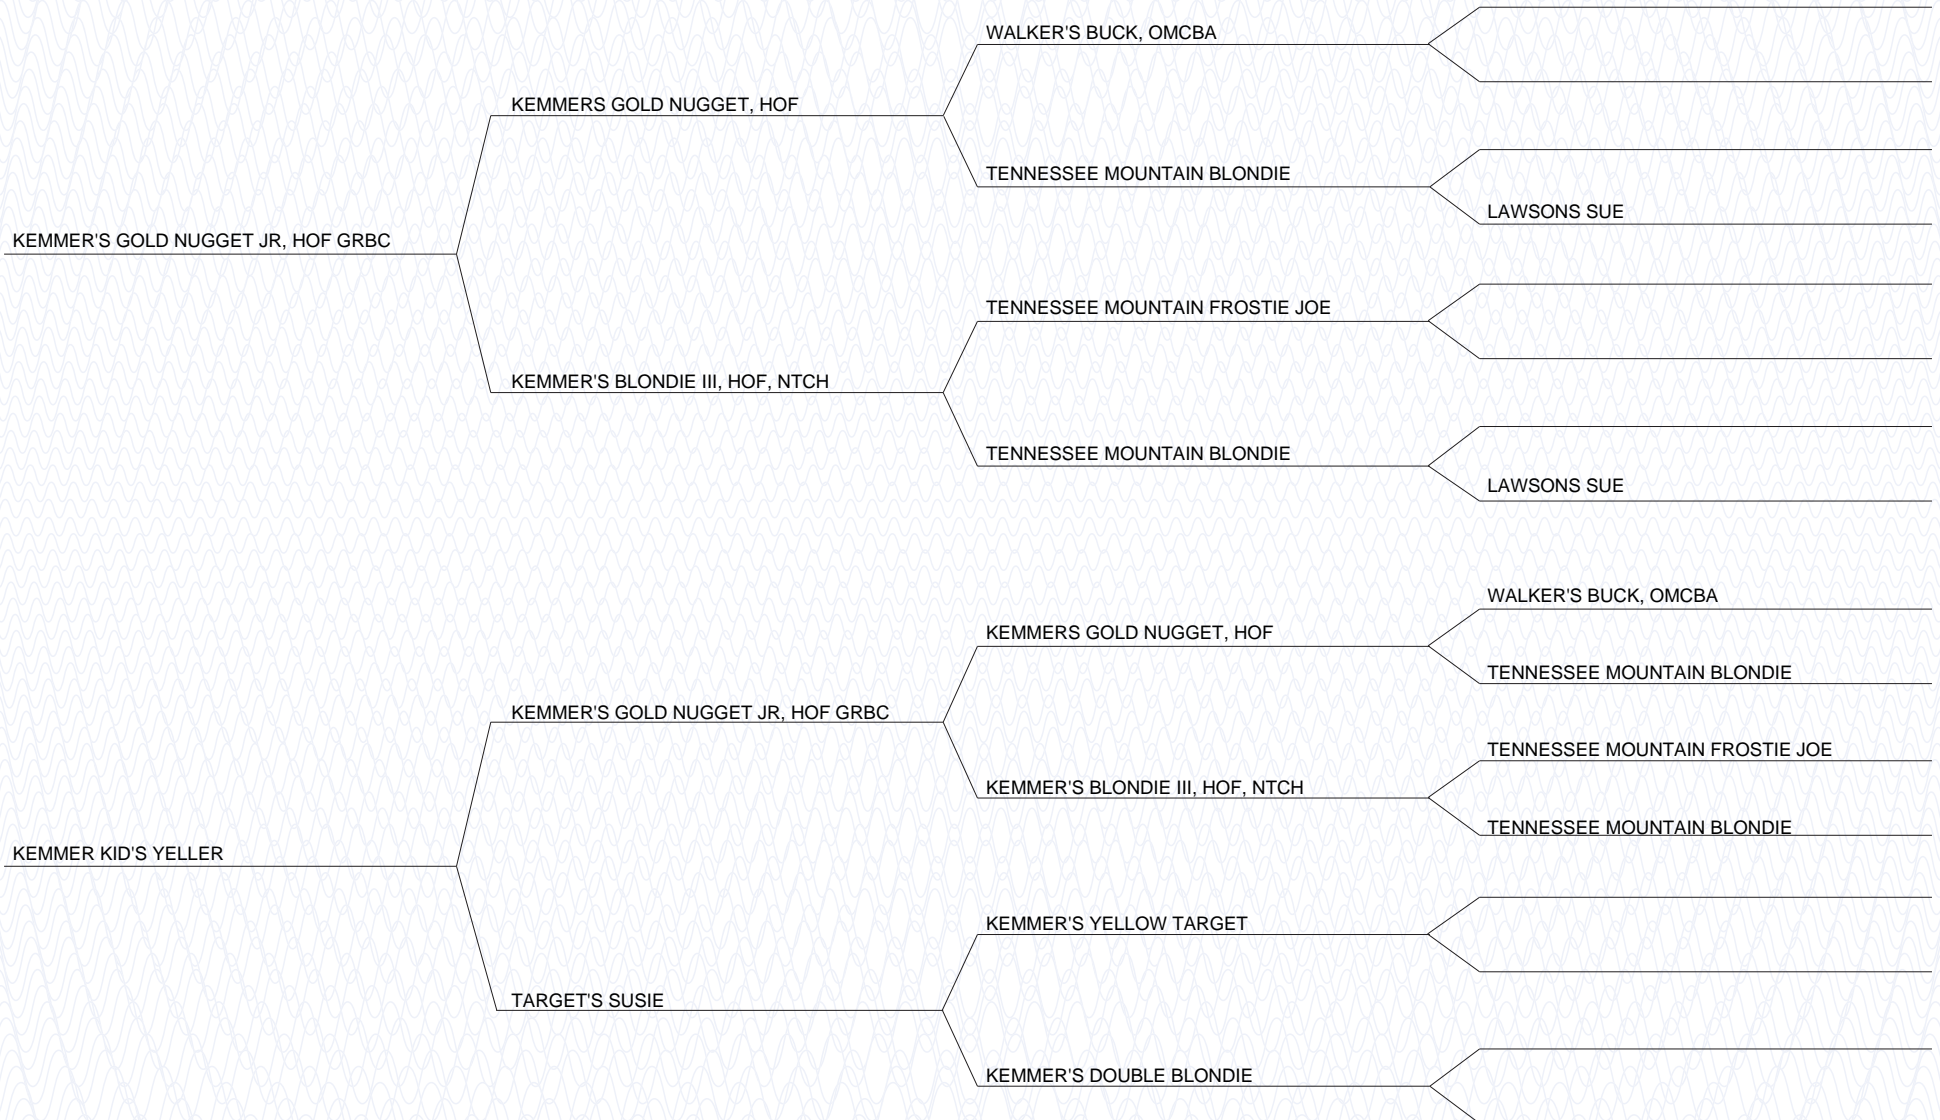 WALKER'S BUCK, OMCBA
KEMMERS GOLD NUGGET, HOF
TENNESSEE MOUNTAIN BLONDIE
LAWSONS SUE
KEMMER'S GOLD NUGGET JR, HOF GRBC
TENNESSEE MOUNTAIN FROSTIE JOE
KEMMER'S BLONDIE III, HOF, NTCH
TENNESSEE MOUNTAIN BLONDIE
LAWSONS SUE
WALKER'S BUCK, OMCBA
KEMMERS GOLD NUGGET, HOF
TENNESSEE MOUNTAIN BLONDIE
KEMMER'S GOLD NUGGET JR, HOF GRBC
TENNESSEE MOUNTAIN FROSTIE JOE
KEMMER'S BLONDIE III, HOF, NTCH
TENNESSEE MOUNTAIN BLONDIE
KEMMER KID'S YELLER
KEMMER'S YELLOW TARGET
TARGET'S SUSIE
KEMMER'S DOUBLE BLONDIE